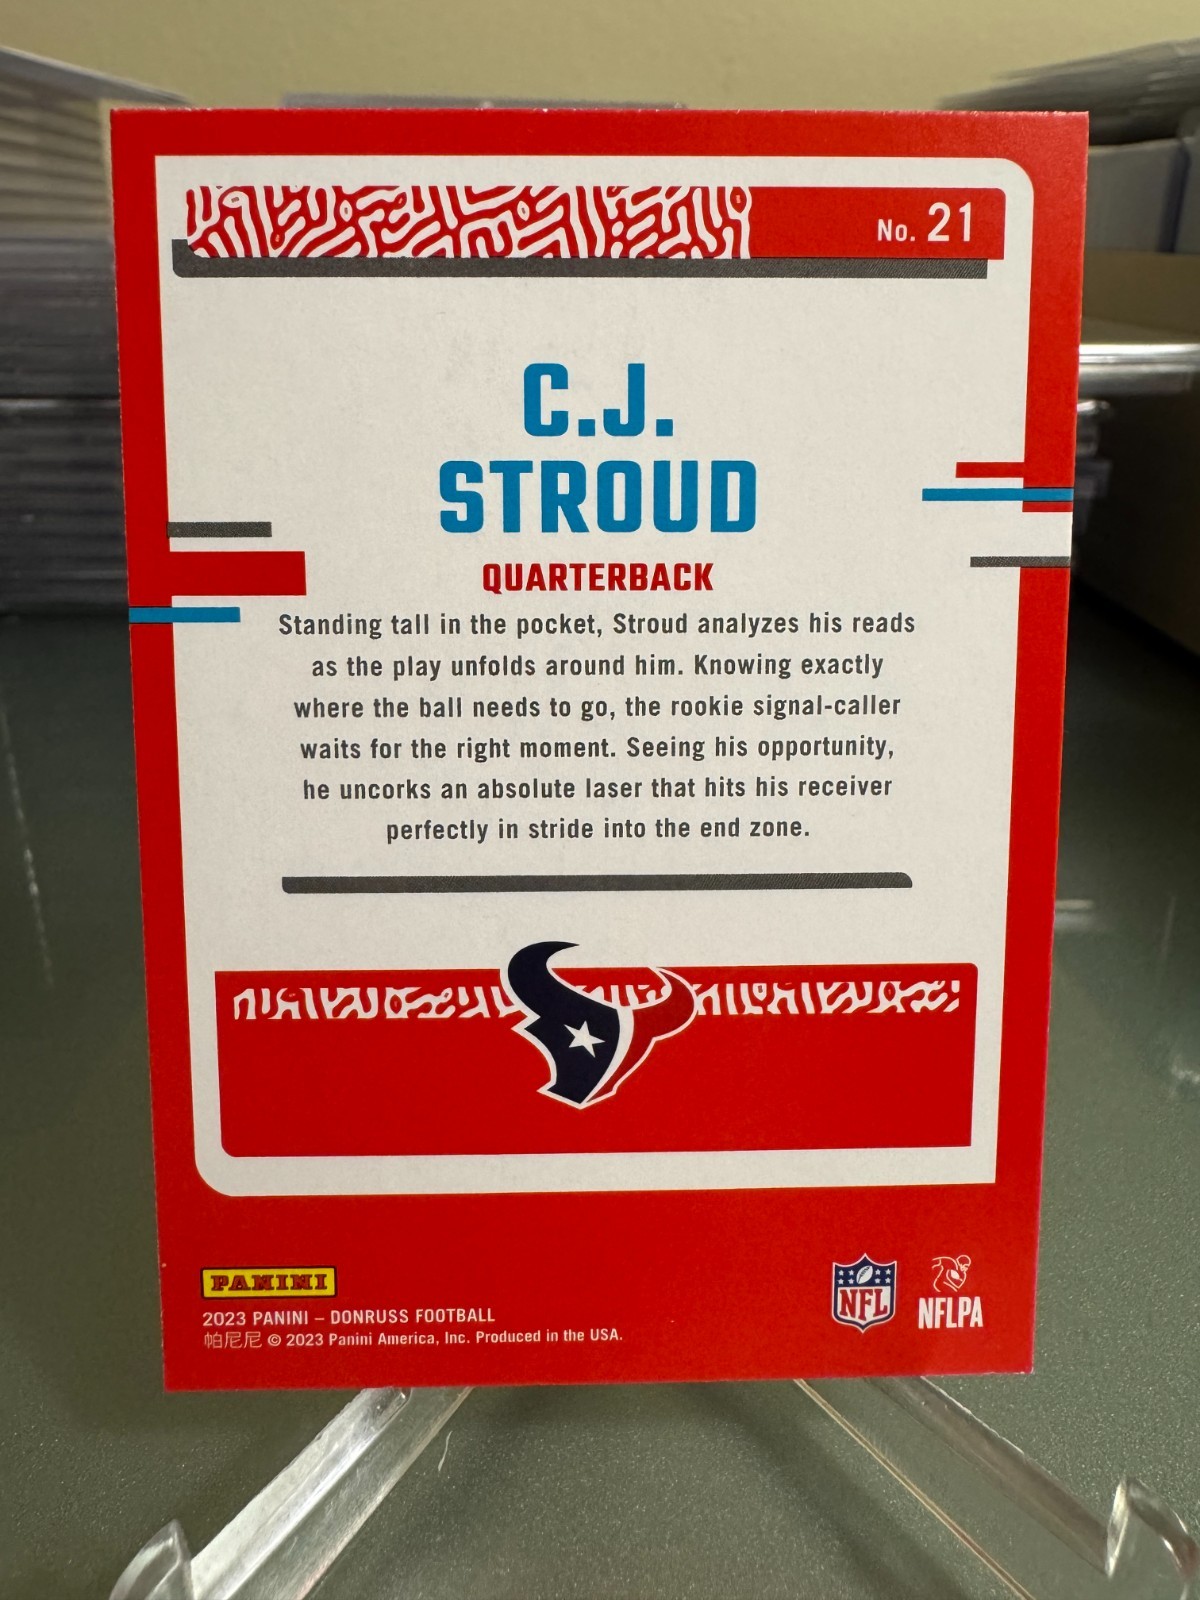 No. 21
C.J.
STROUD
QUARTERBACK
Standing tall in the pocket, Stroud analyzes his reads
as the play unfolds around him. Knowing exactly
where the ball needs to go, the rookie signal-caller
waits for the right moment. Seeing his opportunity,
he uncorks an absolute laser that hits his receiver
perfectly in stride into the end zone.
PANINI
2023 PANINI – DONRUSS FOOTBALL
帕尼尼 © 2023 Panini America, Inc. Produced in the USA.
NFL
NFLPA